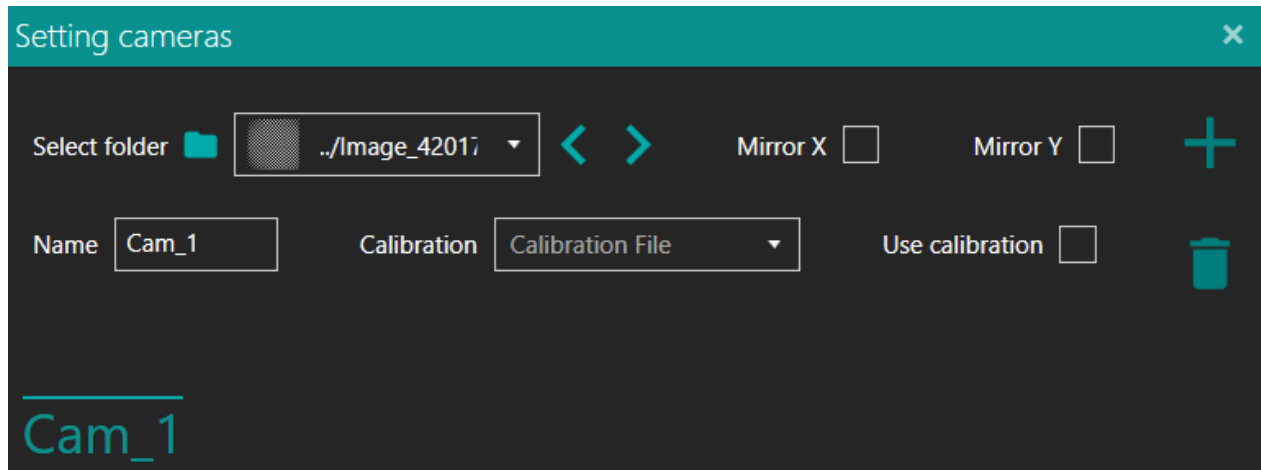 Setting cameras
Select folder ../Image_42017 Mirror X Mirror Y
Name Cam_1 Calibration Calibration File Use calibration
Cam_1